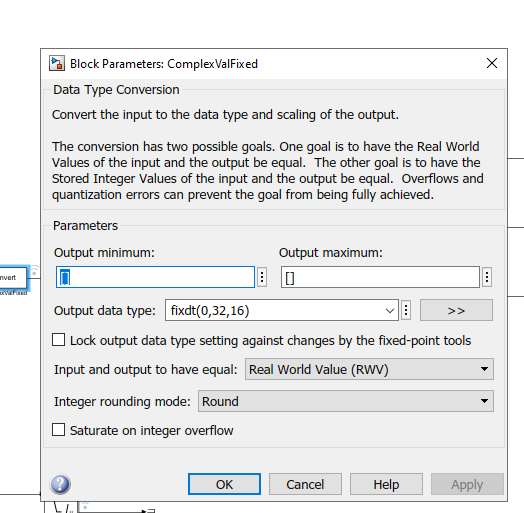 Block Parameters: ComplexValFixed
Data Type Conversion
Convert the input to the data type and scaling of the output.
The conversion has two possible goals. One goal is to have the Real World
Values of the input and the output be equal.  The other goal is to have the
Stored Integer Values of the input and the output be equal.  Overflows and
quantization errors can prevent the goal from being fully achieved.
Parameters
Output minimum: Output maximum:
[] []
Output data type: fixdt(0,32,16) >>
Lock output data type setting against changes by the fixed-point tools
nvert
exValFixed
Input and output to have equal: Real World Value (RWV)
Integer rounding mode: Round
Saturate on integer overflow
? OK Cancel Help Apply